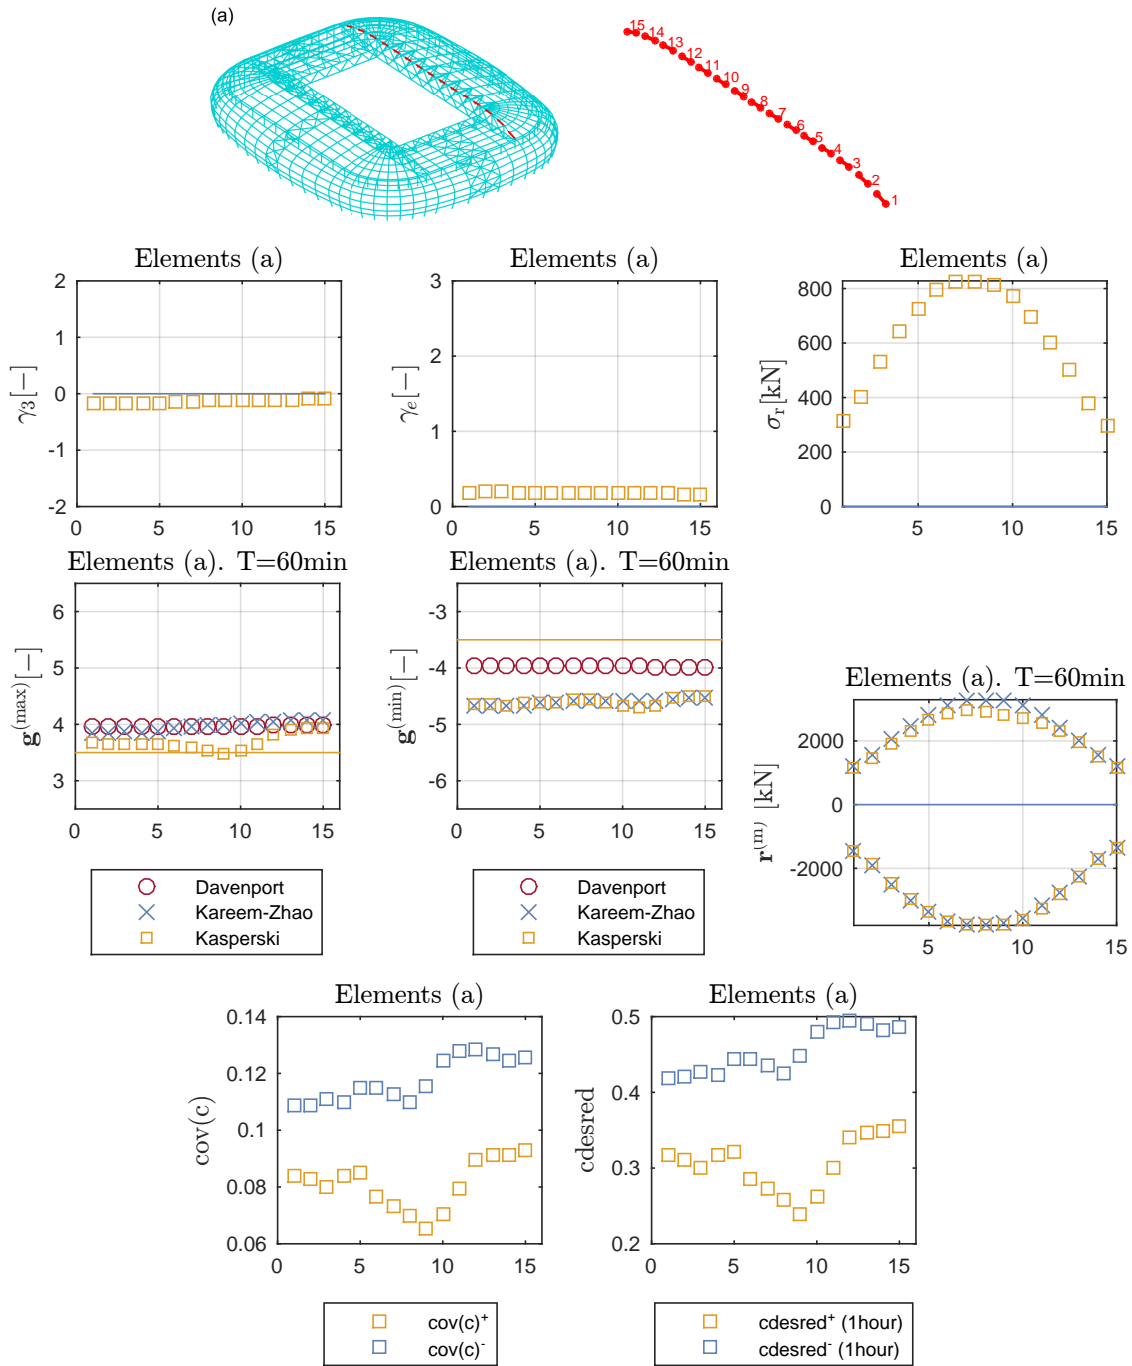 (a)
15
14
13
12
11
10
9
8
7
6
5
4
3
2
1
Elements (a)
2
1
0
-1
-2
γ₃[−]
0
5
10
15
Elements (a)
3
2
1
0
γₑ[−]
0
5
10
15
Elements (a)
800
600
400
200
0
σᵣ[kN]
5
10
15
Elements (a). T=60min
6
5
4
3
g^(max)[−]
0
5
10
15
Elements (a). T=60min
-3
-4
-5
-6
g^(min)[−]
0
5
10
15
Elements (a). T=60min
2000
0
-2000
r^(m) [kN]
5
10
15
Davenport
Kareem-Zhao
Kasperski
Davenport
Kareem-Zhao
Kasperski
Elements (a)
0.14
0.12
0.1
0.08
0.06
cov(c)
0
5
10
15
Elements (a)
0.5
0.4
0.3
0.2
cdesred
0
5
10
15
cov(c)⁺
cov(c)⁻
cdesred⁺ (1hour)
cdesred⁻ (1hour)